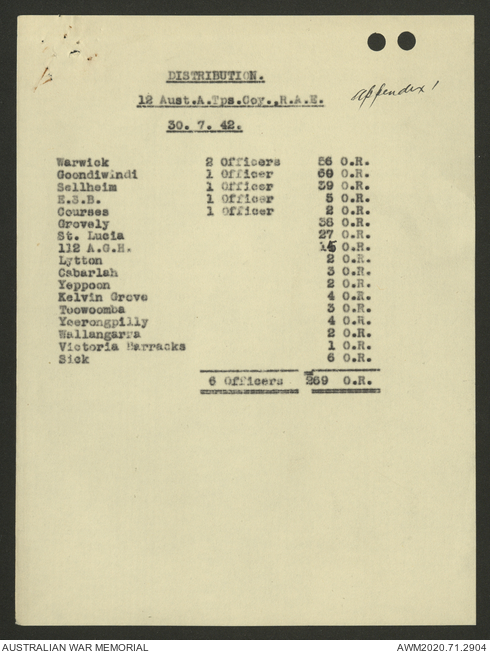 DISTRIBUTION.
12 Aust.A.Tps.Coy.,R.A.E.
appendix 1
30. 7. 42.
Warwick 2 Officers 56 O.R.
Goondiwindi 1 Officer 60 O.R.
Sellheim 1 Officer 39 O.R.
E.S.B. 1 Officer 5 O.R.
Courses 1 Officer 2 O.R.
Grovely 38 O.R.
St. Lucia 27 O.R.
112 A.G.H. 15 O.R.
Lytton 2 O.R.
Cabarlah 3 O.R.
Yeppoon 2 O.R.
Kelvin Grove 4 O.R.
Toowoomba 3 O.R.
Yeerongpilly 4 O.R.
Wallangarra 2 O.R.
Victoria Barracks 1 O.R.
Sick 6 O.R.
6 Officers 269 O.R.
AUSTRALIAN WAR MEMORIAL AWM2020.71.2904